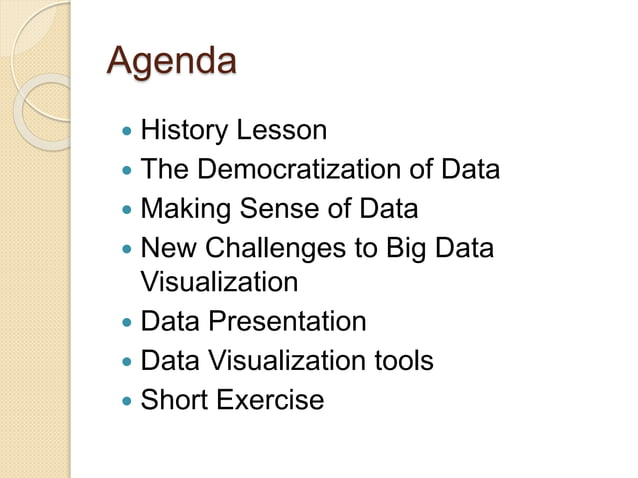 Agenda
• History Lesson
• The Democratization of Data
• Making Sense of Data
• New Challenges to Big Data
Visualization
• Data Presentation
• Data Visualization tools
• Short Exercise